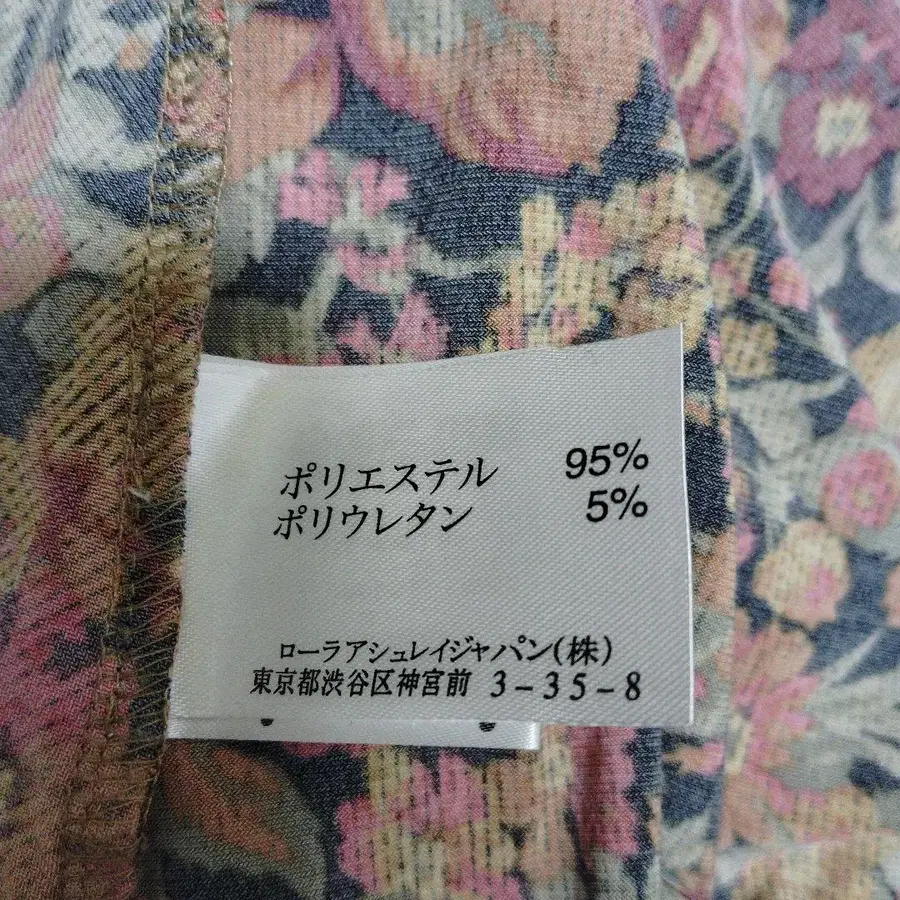 ポリエステル 95%
ポリウレタン 5%
ローラアシュレイジャパン(株)
東京都渋谷区神宮前 3-35-8